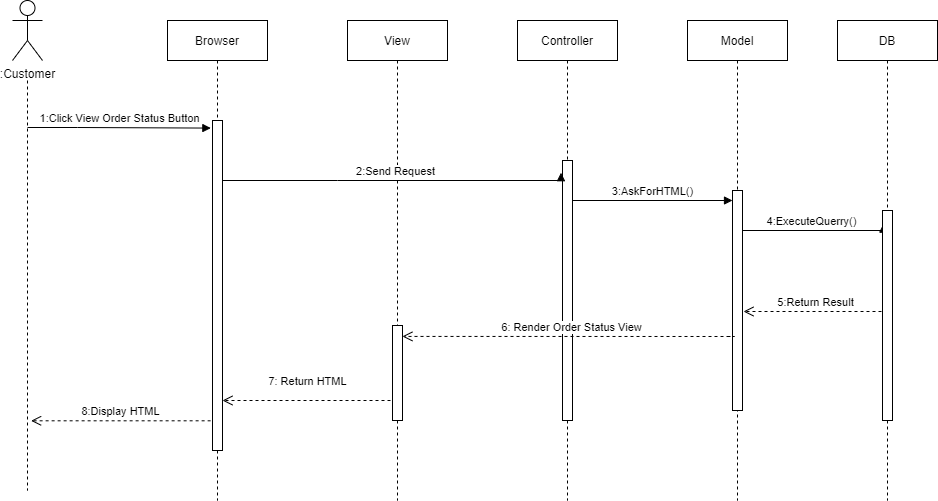 :Customer
Browser
View
Controller
Model
DB
1:Click View Order Status Button
2:Send Request
3:AskForHTML()
4:ExecuteQuerry()
5:Return Result
6: Render Order Status View
7: Return HTML
8:Display HTML